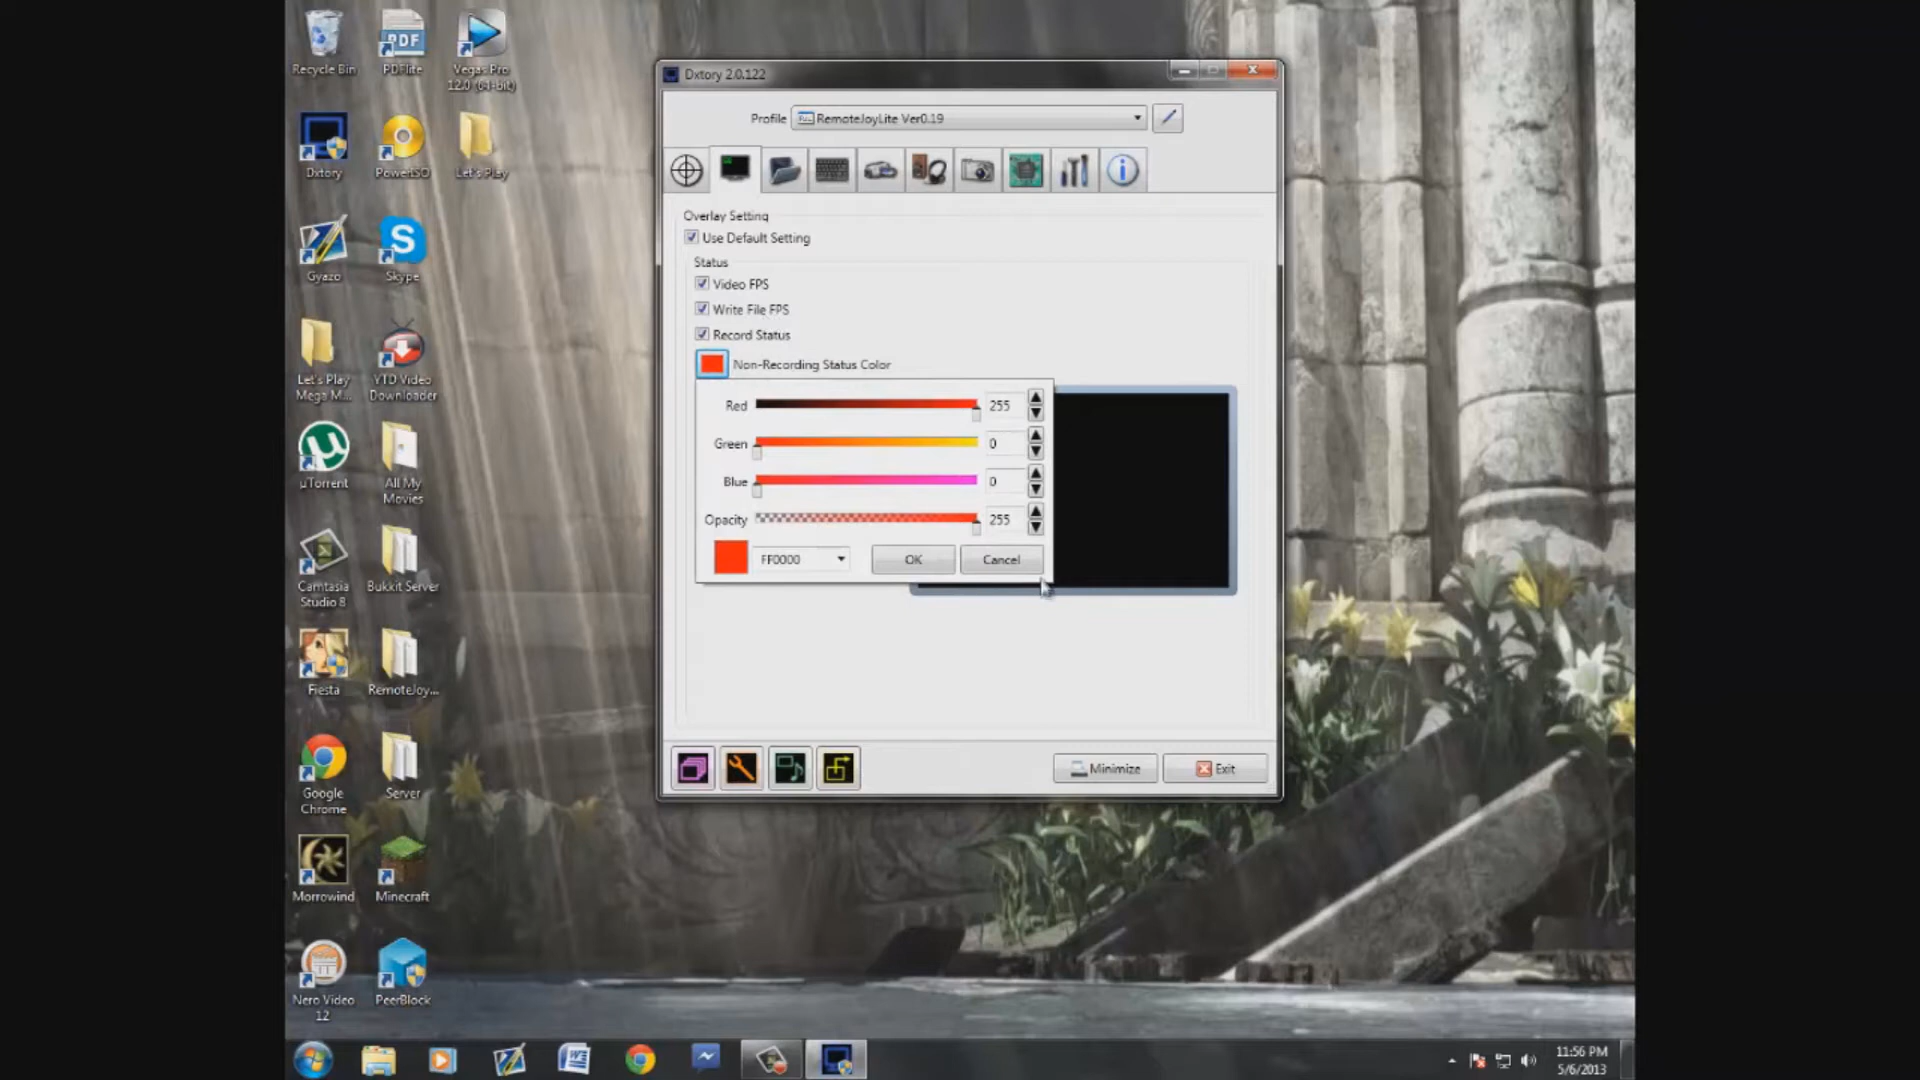 Recycle Bin
PDFlite
Vegas Pro
12.0 (64-bit)
Dxtory
PowerISO
Let's Play
Gyazo
Skype
Let's Play
Mega M...
YTD Video
Downloader
µTorrent
All My
Movies
Camtasia
Studio 8
Bukkit Server
Fiesta
RemoteJoy...
Google
Chrome
Server
Morrowind
Minecraft
Nero Video
12
PeerBlock
Dxtory 2.0.122
Profile
RemoteJoyLite Ver0.19
Overlay Setting
Use Default Setting
Status
Video FPS
Write File FPS
Record Status
Non-Recording Status Color
Red 255
Green 0
Blue 0
Opacity 255
FF0000
OK
Cancel
Minimize
Exit
11:56 PM
5/6/2013